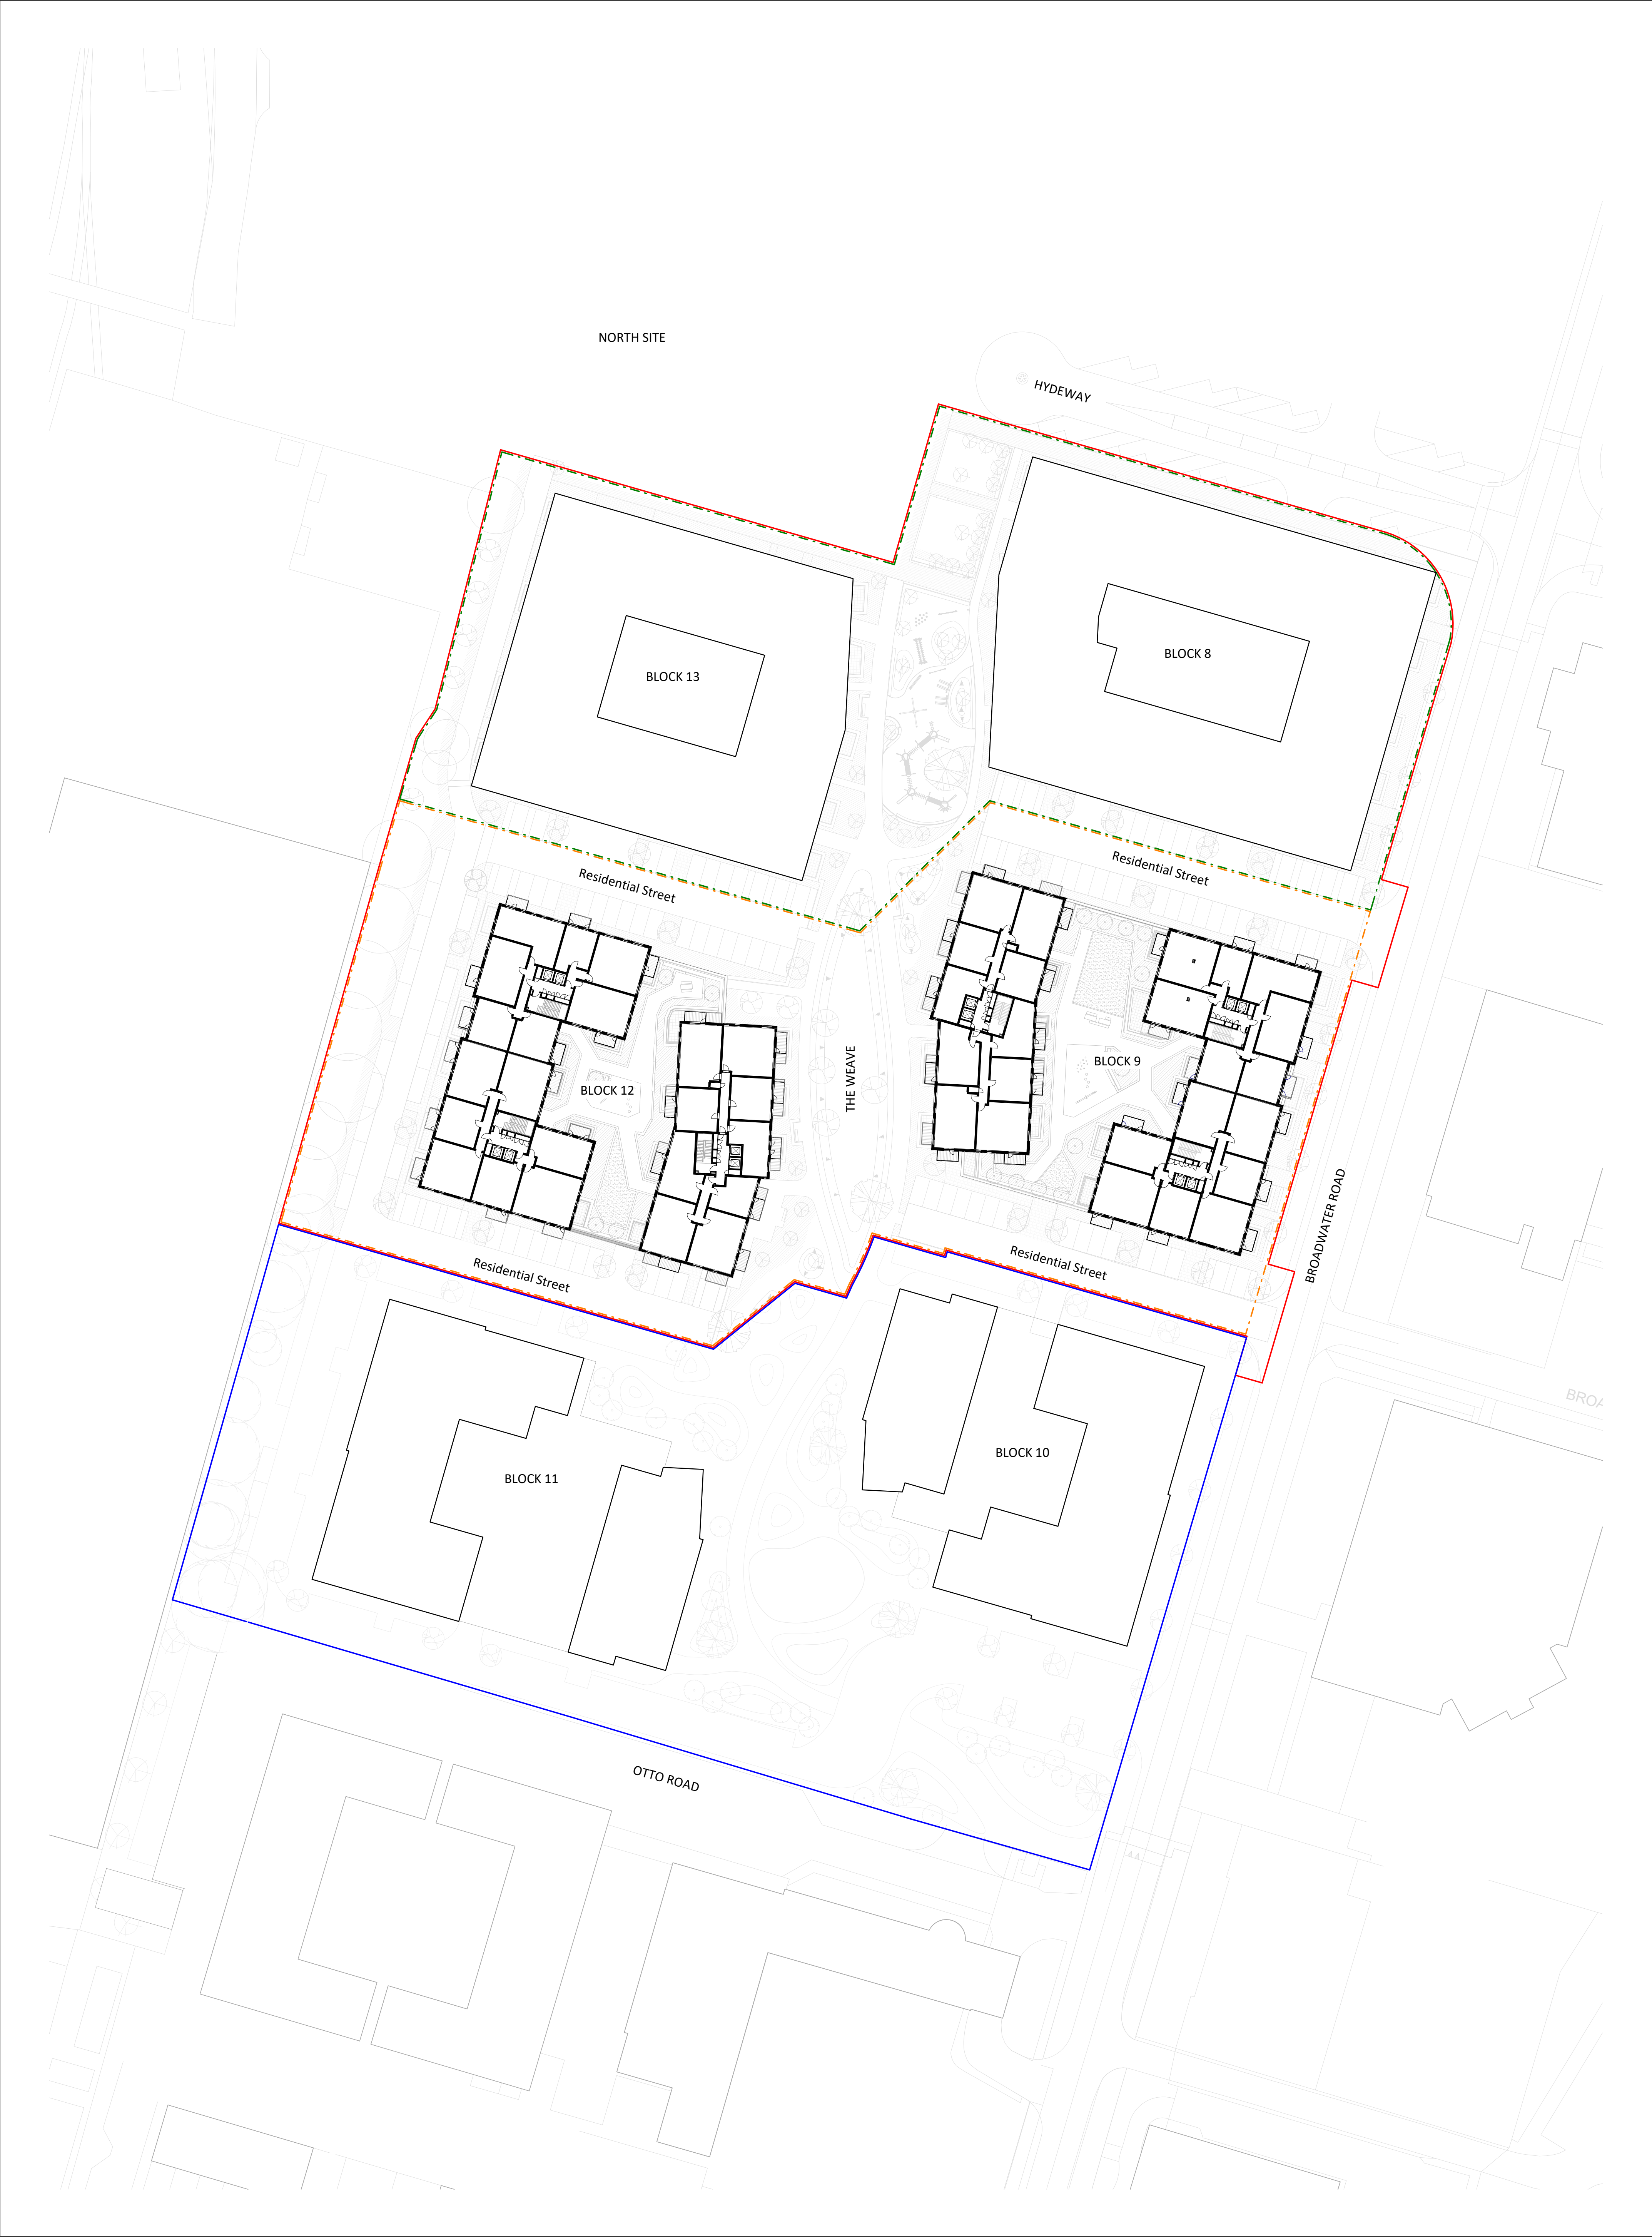 NORTH SITE
HYDEWAY
BLOCK 8
BLOCK 13
Residential Street
Residential Street
BLOCK 9
THE WEAVE
BLOCK 12
BROADWATER ROAD
Residential Street
Residential Street
BROA
BLOCK 10
BLOCK 11
OTTO ROAD